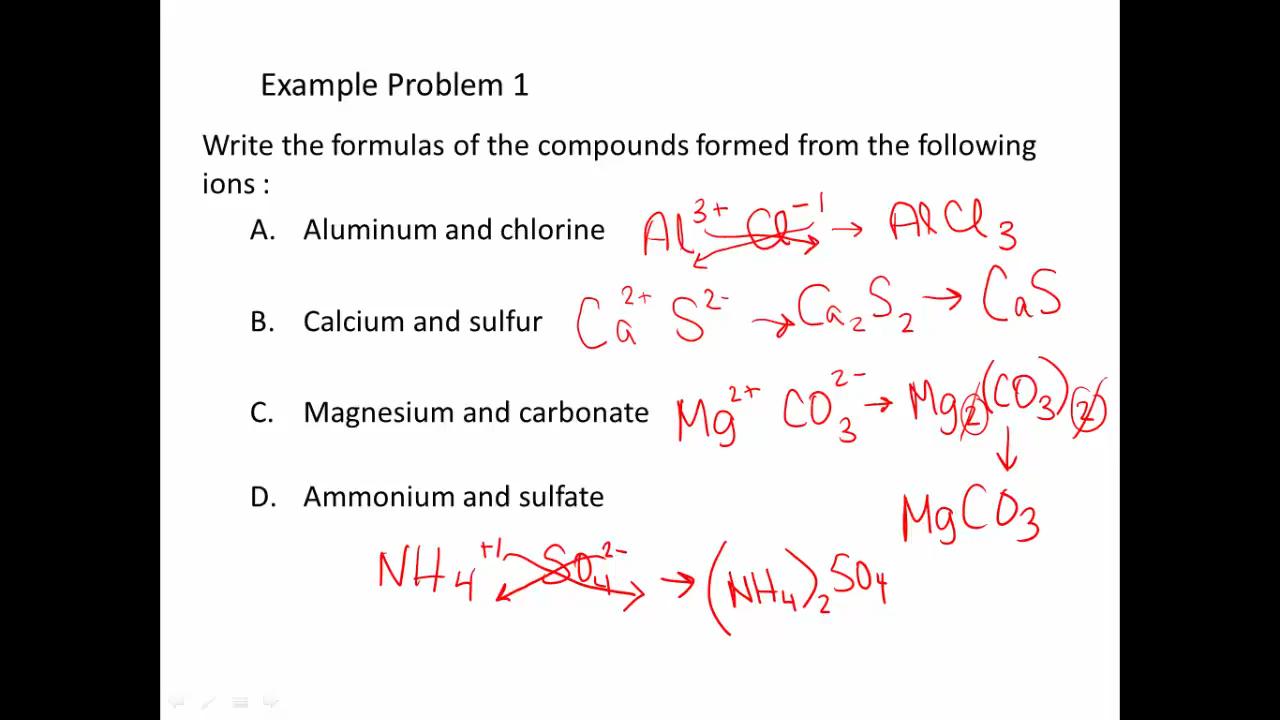 Example Problem 1
Write the formulas of the compounds formed from the following
ions :
A. Aluminum and chlorine Al³⁺ Cl⁻¹ → AlCl₃
B. Calcium and sulfur Ca²⁺ S²⁻ → Ca₂S₂ → CaS
C. Magnesium and carbonate Mg²⁺ CO₃²⁻ → Mg₂(CO₃)₂
↓
MgCO₃
D. Ammonium and sulfate
NH₄⁺¹ SO₄²⁻ → (NH₄)₂SO₄